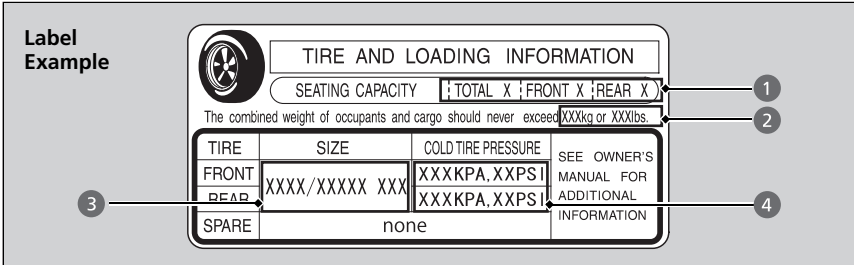 Label
Example
TIRE AND LOADING INFORMATION
SEATING CAPACITY TOTAL X FRONT X REAR X
1
The combined weight of occupants and cargo should never exceed XXXkg or XXXlbs.
2
TIRE SIZE COLD TIRE PRESSURE
SEE OWNER'S
MANUAL FOR
ADDITIONAL
INFORMATION
FRONT XXXX/XXXXX XXX XXXKPA,XXPSI
REAR XXXKPA,XXPSI
3
4
SPARE none